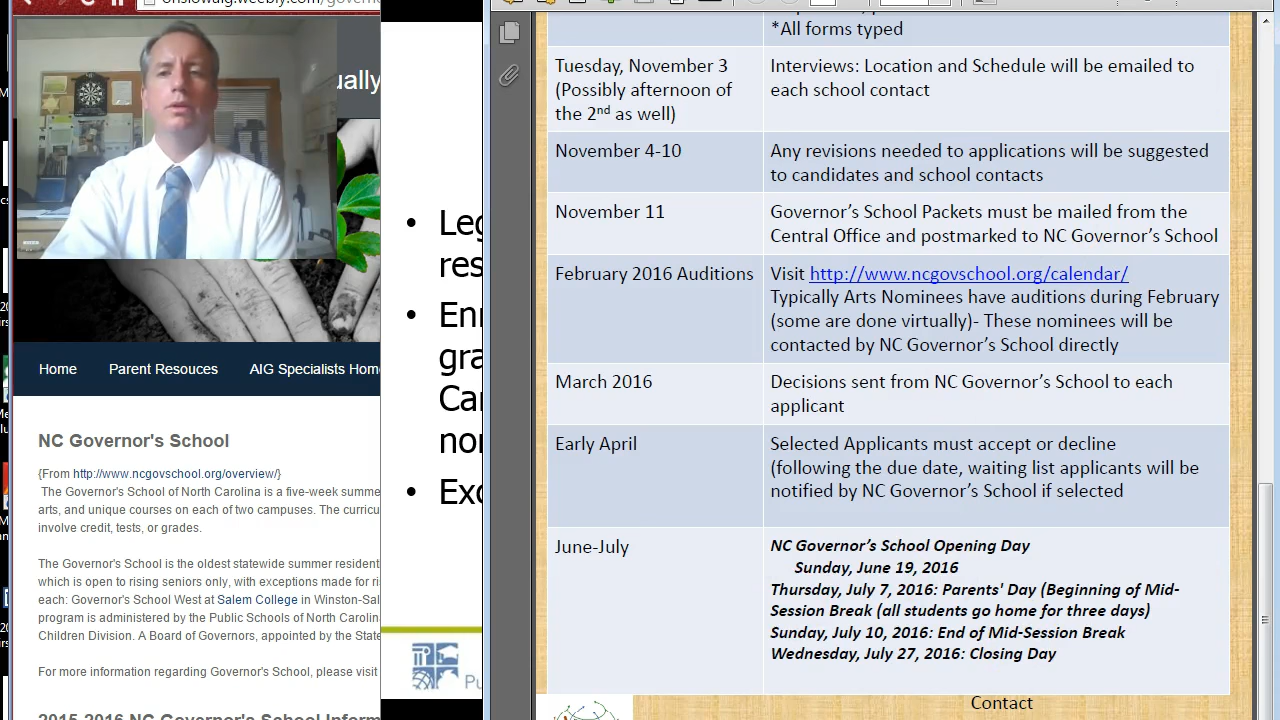 ually
Home Parent Resouces AIG Specialists Home
NC Governor's School
{From http://www.ncgovschool.org/overview/}
The Governor's School of North Carolina is a five-week summe
arts, and unique courses on each of two campuses. The curricu
involve credit, tests, or grades.
The Governor's School is the oldest statewide summer resident
which is open to rising seniors only, with exceptions made for ri
each: Governor's School West at Salem College in Winston-Sal
program is administered by the Public Schools of North Carolin
Children Division. A Board of Governors, appointed by the State
For more information regarding Governor's School, please visit
2015-2016 NC Governor's School Inform
• Leg
res
• Enr
gra
Car
nor
• Exc
Pu
*All forms typed
Tuesday, November 3
(Possibly afternoon of
the 2nd as well)
Interviews: Location and Schedule will be emailed to
each school contact
November 4-10
Any revisions needed to applications will be suggested
to candidates and school contacts
November 11
Governor's School Packets must be mailed from the
Central Office and postmarked to NC Governor's School
February 2016 Auditions
Visit http://www.ncgovschool.org/calendar/
Typically Arts Nominees have auditions during February
(some are done virtually)- These nominees will be
contacted by NC Governor's School directly
March 2016
Decisions sent from NC Governor's School to each
applicant
Early April
Selected Applicants must accept or decline
(following the due date, waiting list applicants will be
notified by NC Governor's School if selected
June-July
NC Governor's School Opening Day
Sunday, June 19, 2016
Thursday, July 7, 2016: Parents' Day (Beginning of Mid-
Session Break (all students go home for three days)
Sunday, July 10, 2016: End of Mid-Session Break
Wednesday, July 27, 2016: Closing Day
Contact